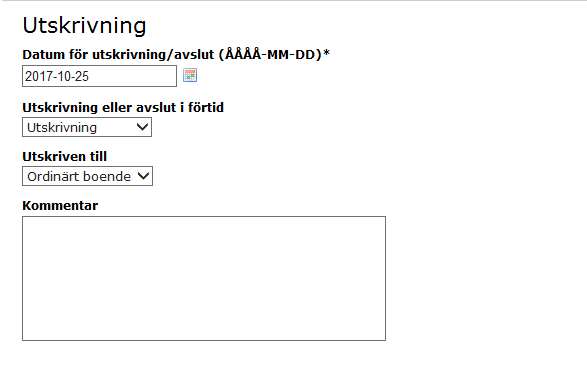 Utskrivning
Datum för utskrivning/avslut (ÅÅÅÅ-MM-DD)*
2017-10-25
Utskrivning eller avslut i förtid
Utskrivning
Utskriven till
Ordinärt boende
Kommentar